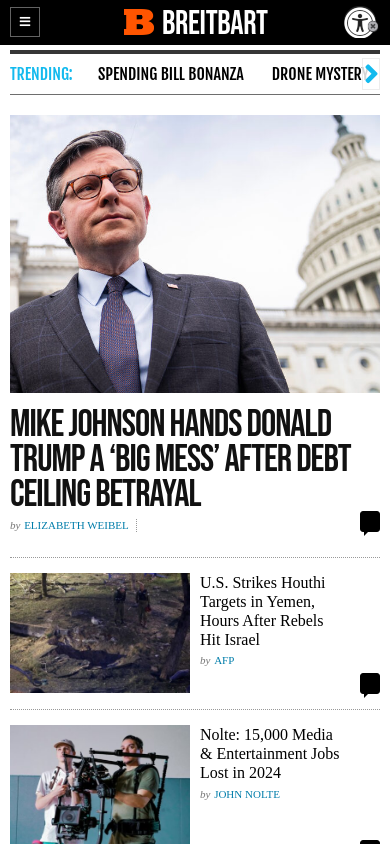 BREITBART
TRENDING:
SPENDING BILL BONANZA
DRONE MYSTER
MIKE JOHNSON HANDS DONALD
TRUMP A ‘BIG MESS’ AFTER DEBT
CEILING BETRAYAL
by ELIZABETH WEIBEL
U.S. Strikes Houthi
Targets in Yemen,
Hours After Rebels
Hit Israel
by AFP
Nolte: 15,000 Media
& Entertainment Jobs
Lost in 2024
by JOHN NOLTE